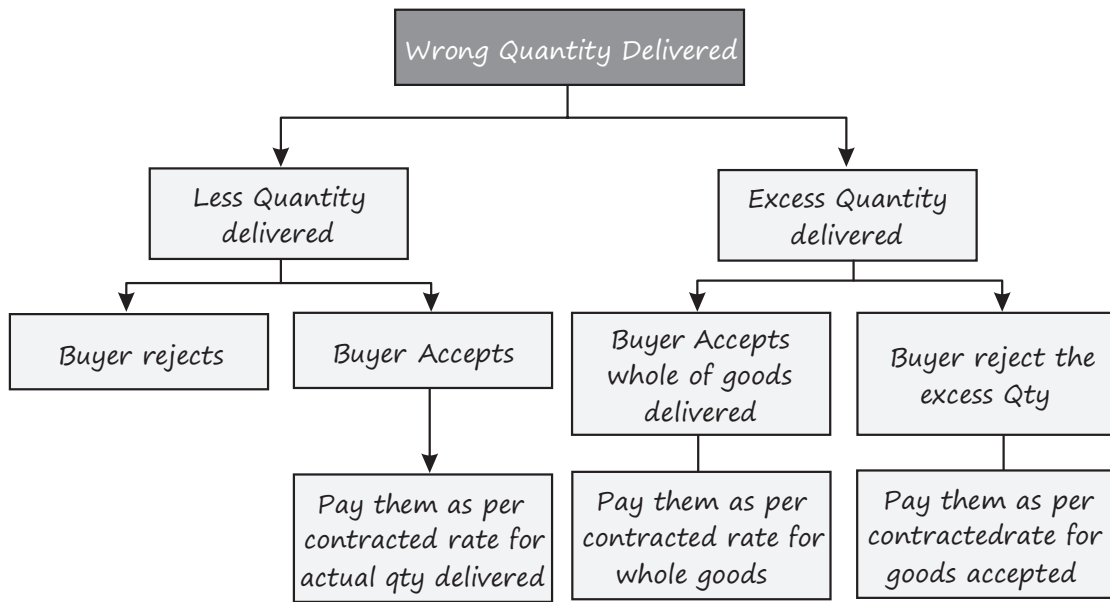 Wrong Quantity Delivered
Less Quantity
delivered
Excess Quantity
delivered
Buyer rejects
Buyer Accepts
Buyer Accepts
whole of goods
delivered
Buyer reject the
excess Qty
Pay them as per
contracted rate for
actual qty delivered
Pay them as per
contracted rate for
whole goods
Pay them as per
contractedrate for
goods accepted